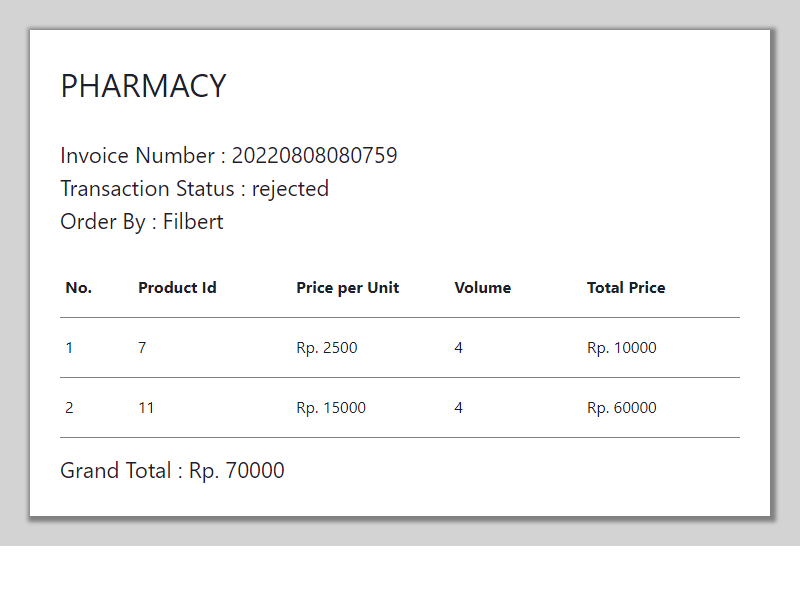 PHARMACY
Invoice Number : 20220808080759
Transaction Status : rejected
Order By : Filbert
No. Product Id Price per Unit Volume Total Price
1 7 Rp. 2500 4 Rp. 10000
2 11 Rp. 15000 4 Rp. 60000
Grand Total : Rp. 70000